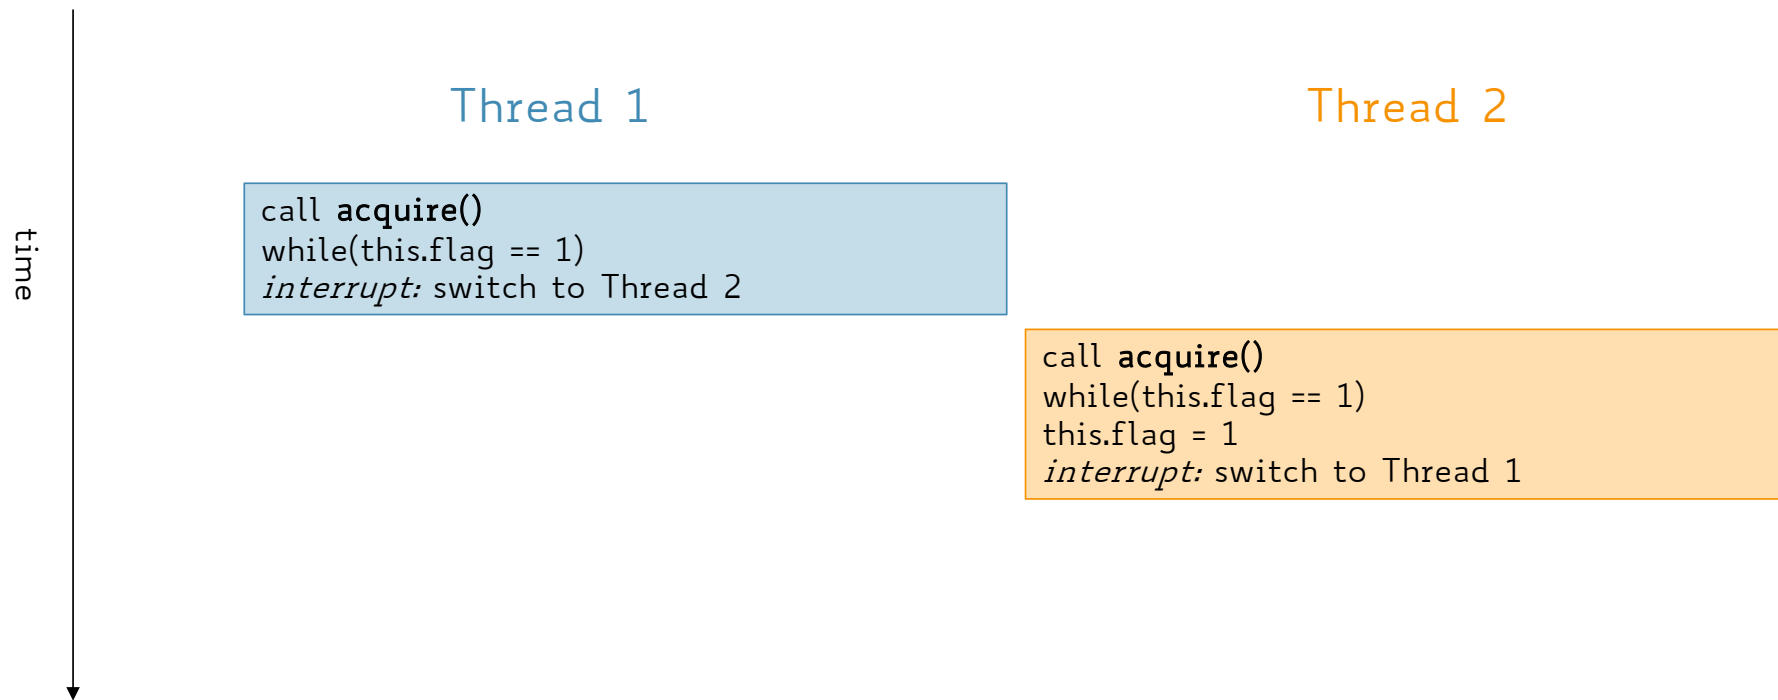 time
Thread 1
Thread 2
call acquire()
while(this.flag == 1)
interrupt: switch to Thread 2
call acquire()
while(this.flag == 1)
this.flag = 1
interrupt: switch to Thread 1